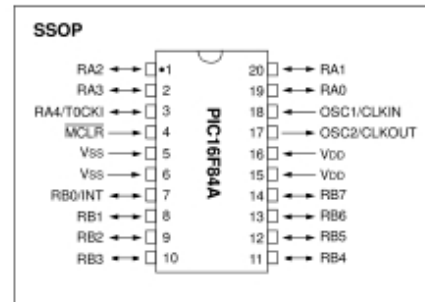 SSOP
RA2 1 20 RA1
RA3 2 19 RA0
RA4/T0CKI 3 18 OSC1/CLKIN
MCLR 4 17 OSC2/CLKOUT
VSS 5 16 VDD
VSS 6 15 VDD
RB0/INT 7 14 RB7
RB1 8 13 RB6
RB2 9 12 RB5
RB3 10 11 RB4
PIC16F84A